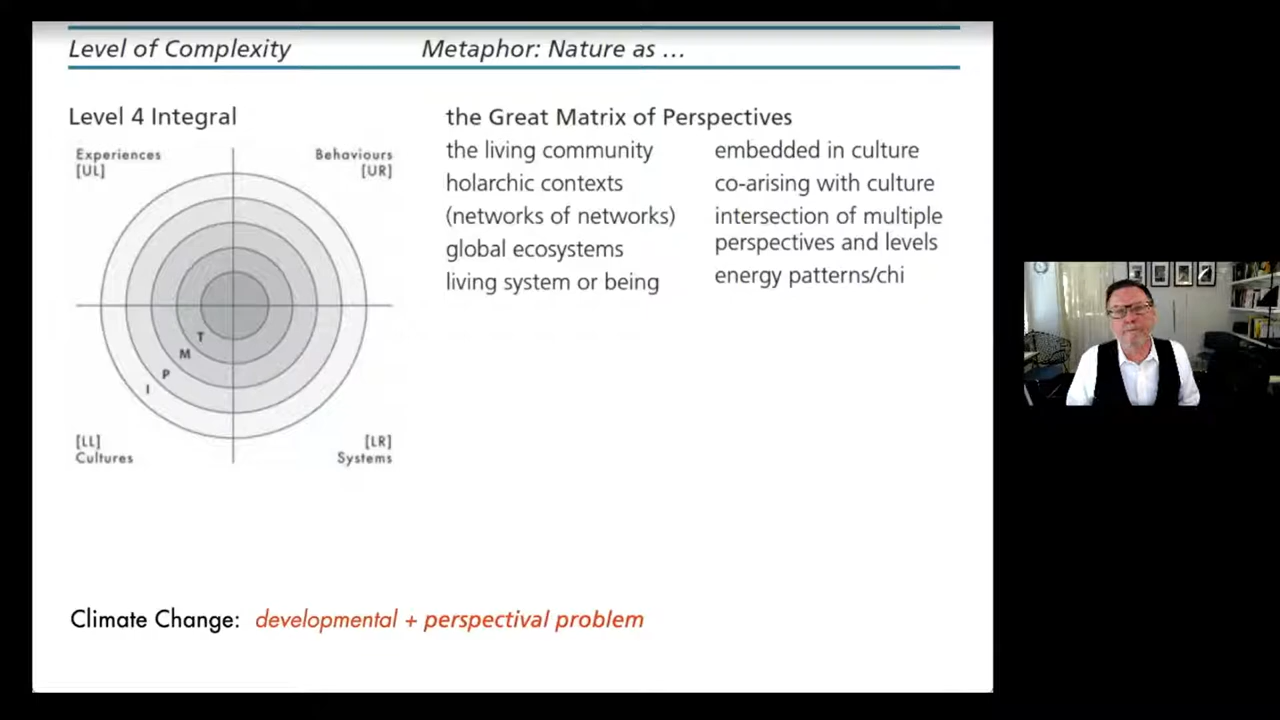 Level of Complexity
Metaphor: Nature as ...
Level 4 Integral
Experiences
[UL]
Behaviours
[UR]
T
M
P
I
[LL]
Cultures
[LR]
Systems
the Great Matrix of Perspectives
the living community
holarchic contexts
(networks of networks)
global ecosystems
living system or being
embedded in culture
co-arising with culture
intersection of multiple
perspectives and levels
energy patterns/chi
Climate Change: developmental + perspectival problem